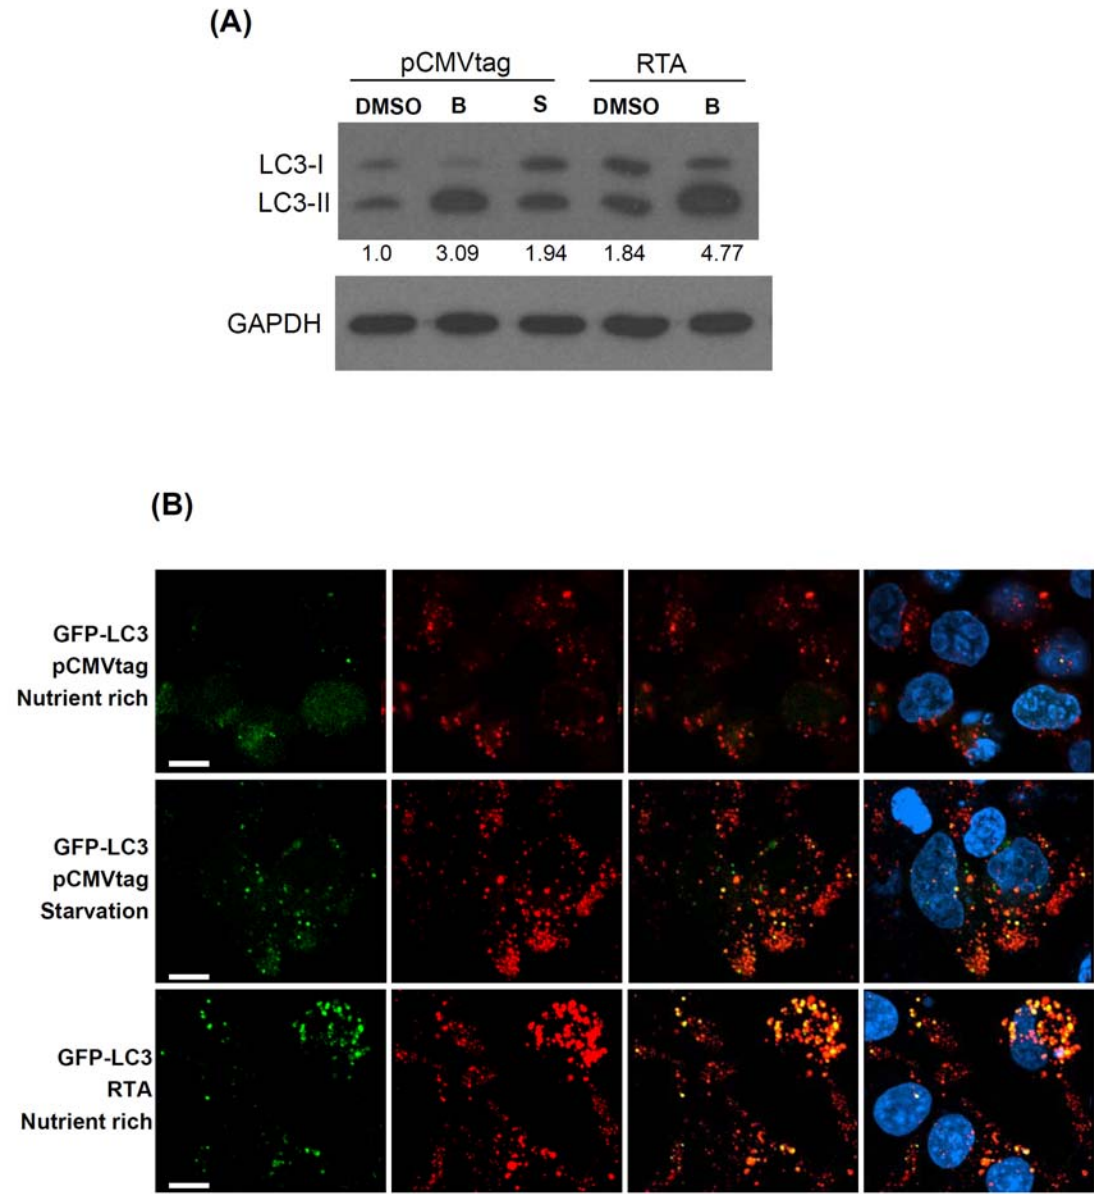 (A)
pCMVtag RTA
DMSO B S DMSO B
LC3-I
LC3-II
1.0 3.09 1.94 1.84 4.77
GAPDH
(B)
GFP-LC3
pCMVtag
Nutrient rich
GFP-LC3
pCMVtag
Starvation
GFP-LC3
RTA
Nutrient rich